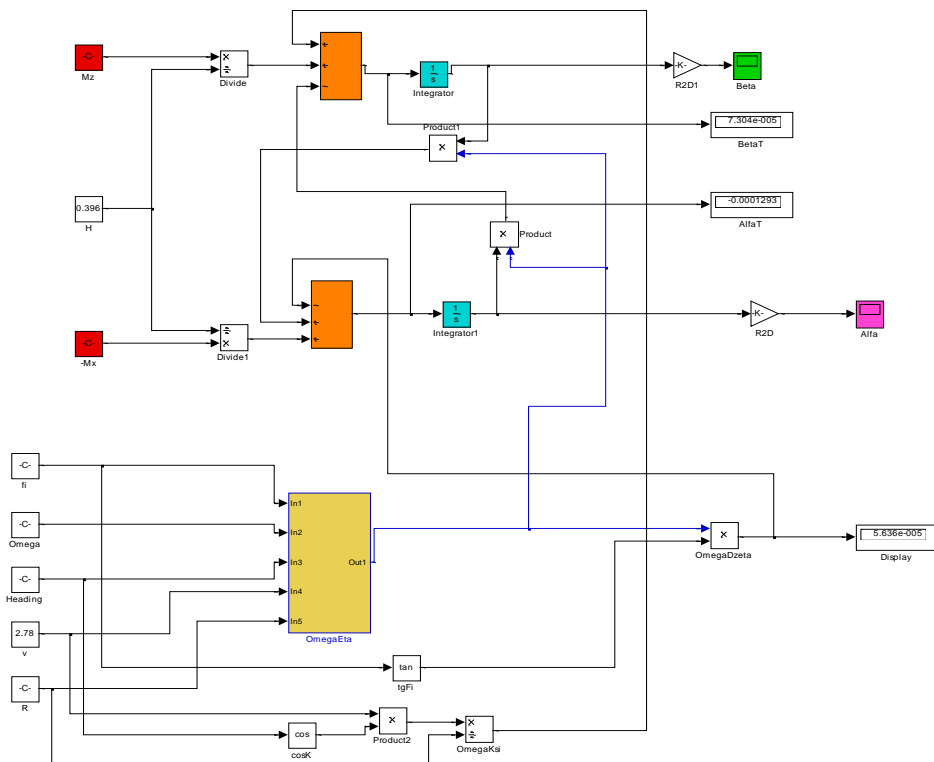 -C-
Mz
×
÷
Divide
1
s
Integrator
-K-
R2D1
Beta
7.304e-005
BetaT
Product1
×
0.396
H
-0.0001293
AlfaT
×
Product
-C-
-Mx
÷
×
Divide1
1
s
Integrator1
-K-
R2D
Alfa
-C-
fi
-C-
Omega
-C-
Heading
2.78
v
-C-
R
In1
In2
In3
In4
In5
Out1
OmegaEta
×
OmegaDzeta
5.636e-005
Display
tan
tgFi
cos
cosK
×
Product2
×
÷
OmegaKsi